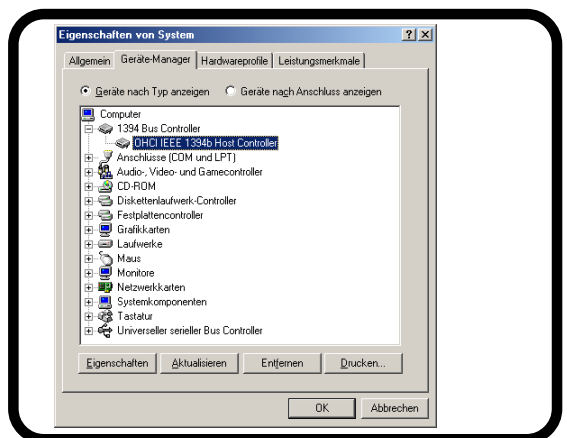 Eigenschaften von System
Allgemein Geräte-Manager Hardwareprofile Leistungsmerkmale
Geräte nach Typ anzeigen Geräte nach Anschluss anzeigen
Computer
1394 Bus Controller
OHCI IEEE 1394b Host Controller
Anschlüsse (COM und LPT)
Audio-, Video- und Gamecontroller
CD-ROM
Diskettenlaufwerk-Controller
Festplattencontroller
Grafikkarten
Laufwerke
Maus
Monitore
Netzwerkkarten
Systemkomponenten
Tastatur
Universeller serieller Bus Controller
Eigenschaften Aktualisieren Entfernen Drucken...
OK Abbrechen